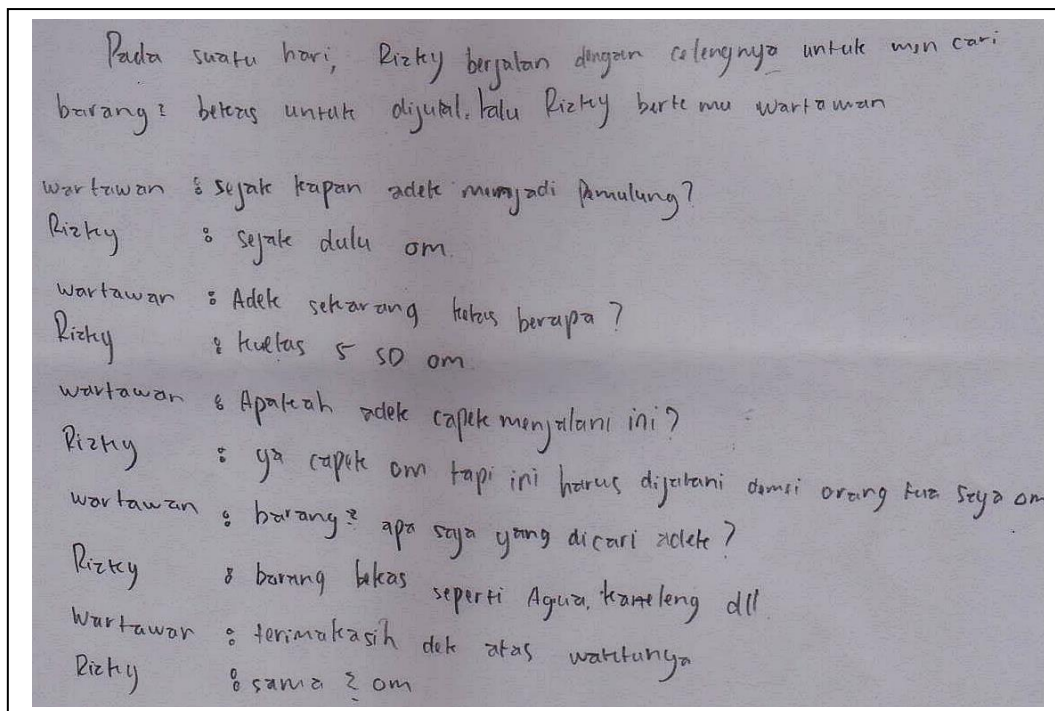 Pada suatu hari, Rizky berjalan dengan celengnya untuk men cari
barang2 bekas untuk dijual. lalu Rizky berte mu wartawan
wartawan : sejak kapan adek menjadi pemulung?
Rizky : sejak dulu om.
wartawan : Adek sekarang kelas berapa?
Rizky : kelas 5 SD om.
wartawan : Apakah adek capek menjalani ini?
Rizky : ya capek om tapi ini harus dijalani demi orang tua saya om
wartawan : barang2 apa saja yang dicari adek?
Rizky : barang bekas seperti Aqua, kaleng dll
Wartawan : terimakasih dek atas waktunya
Rizky : sama2 om